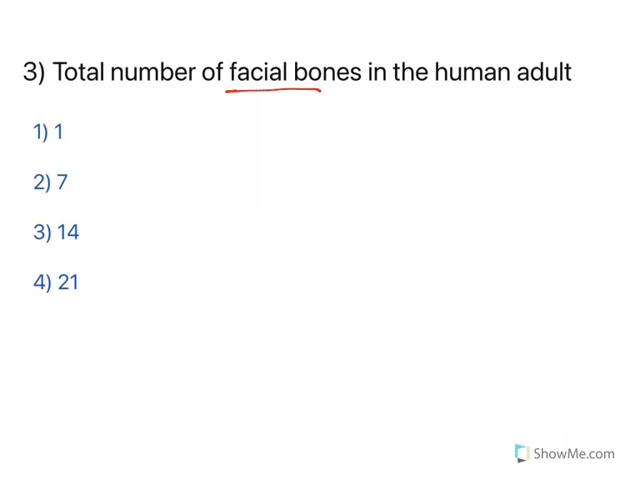 3) Total number of facial bones in the human adult
1) 1
2) 7
3) 14
4) 21
ShowMe.com